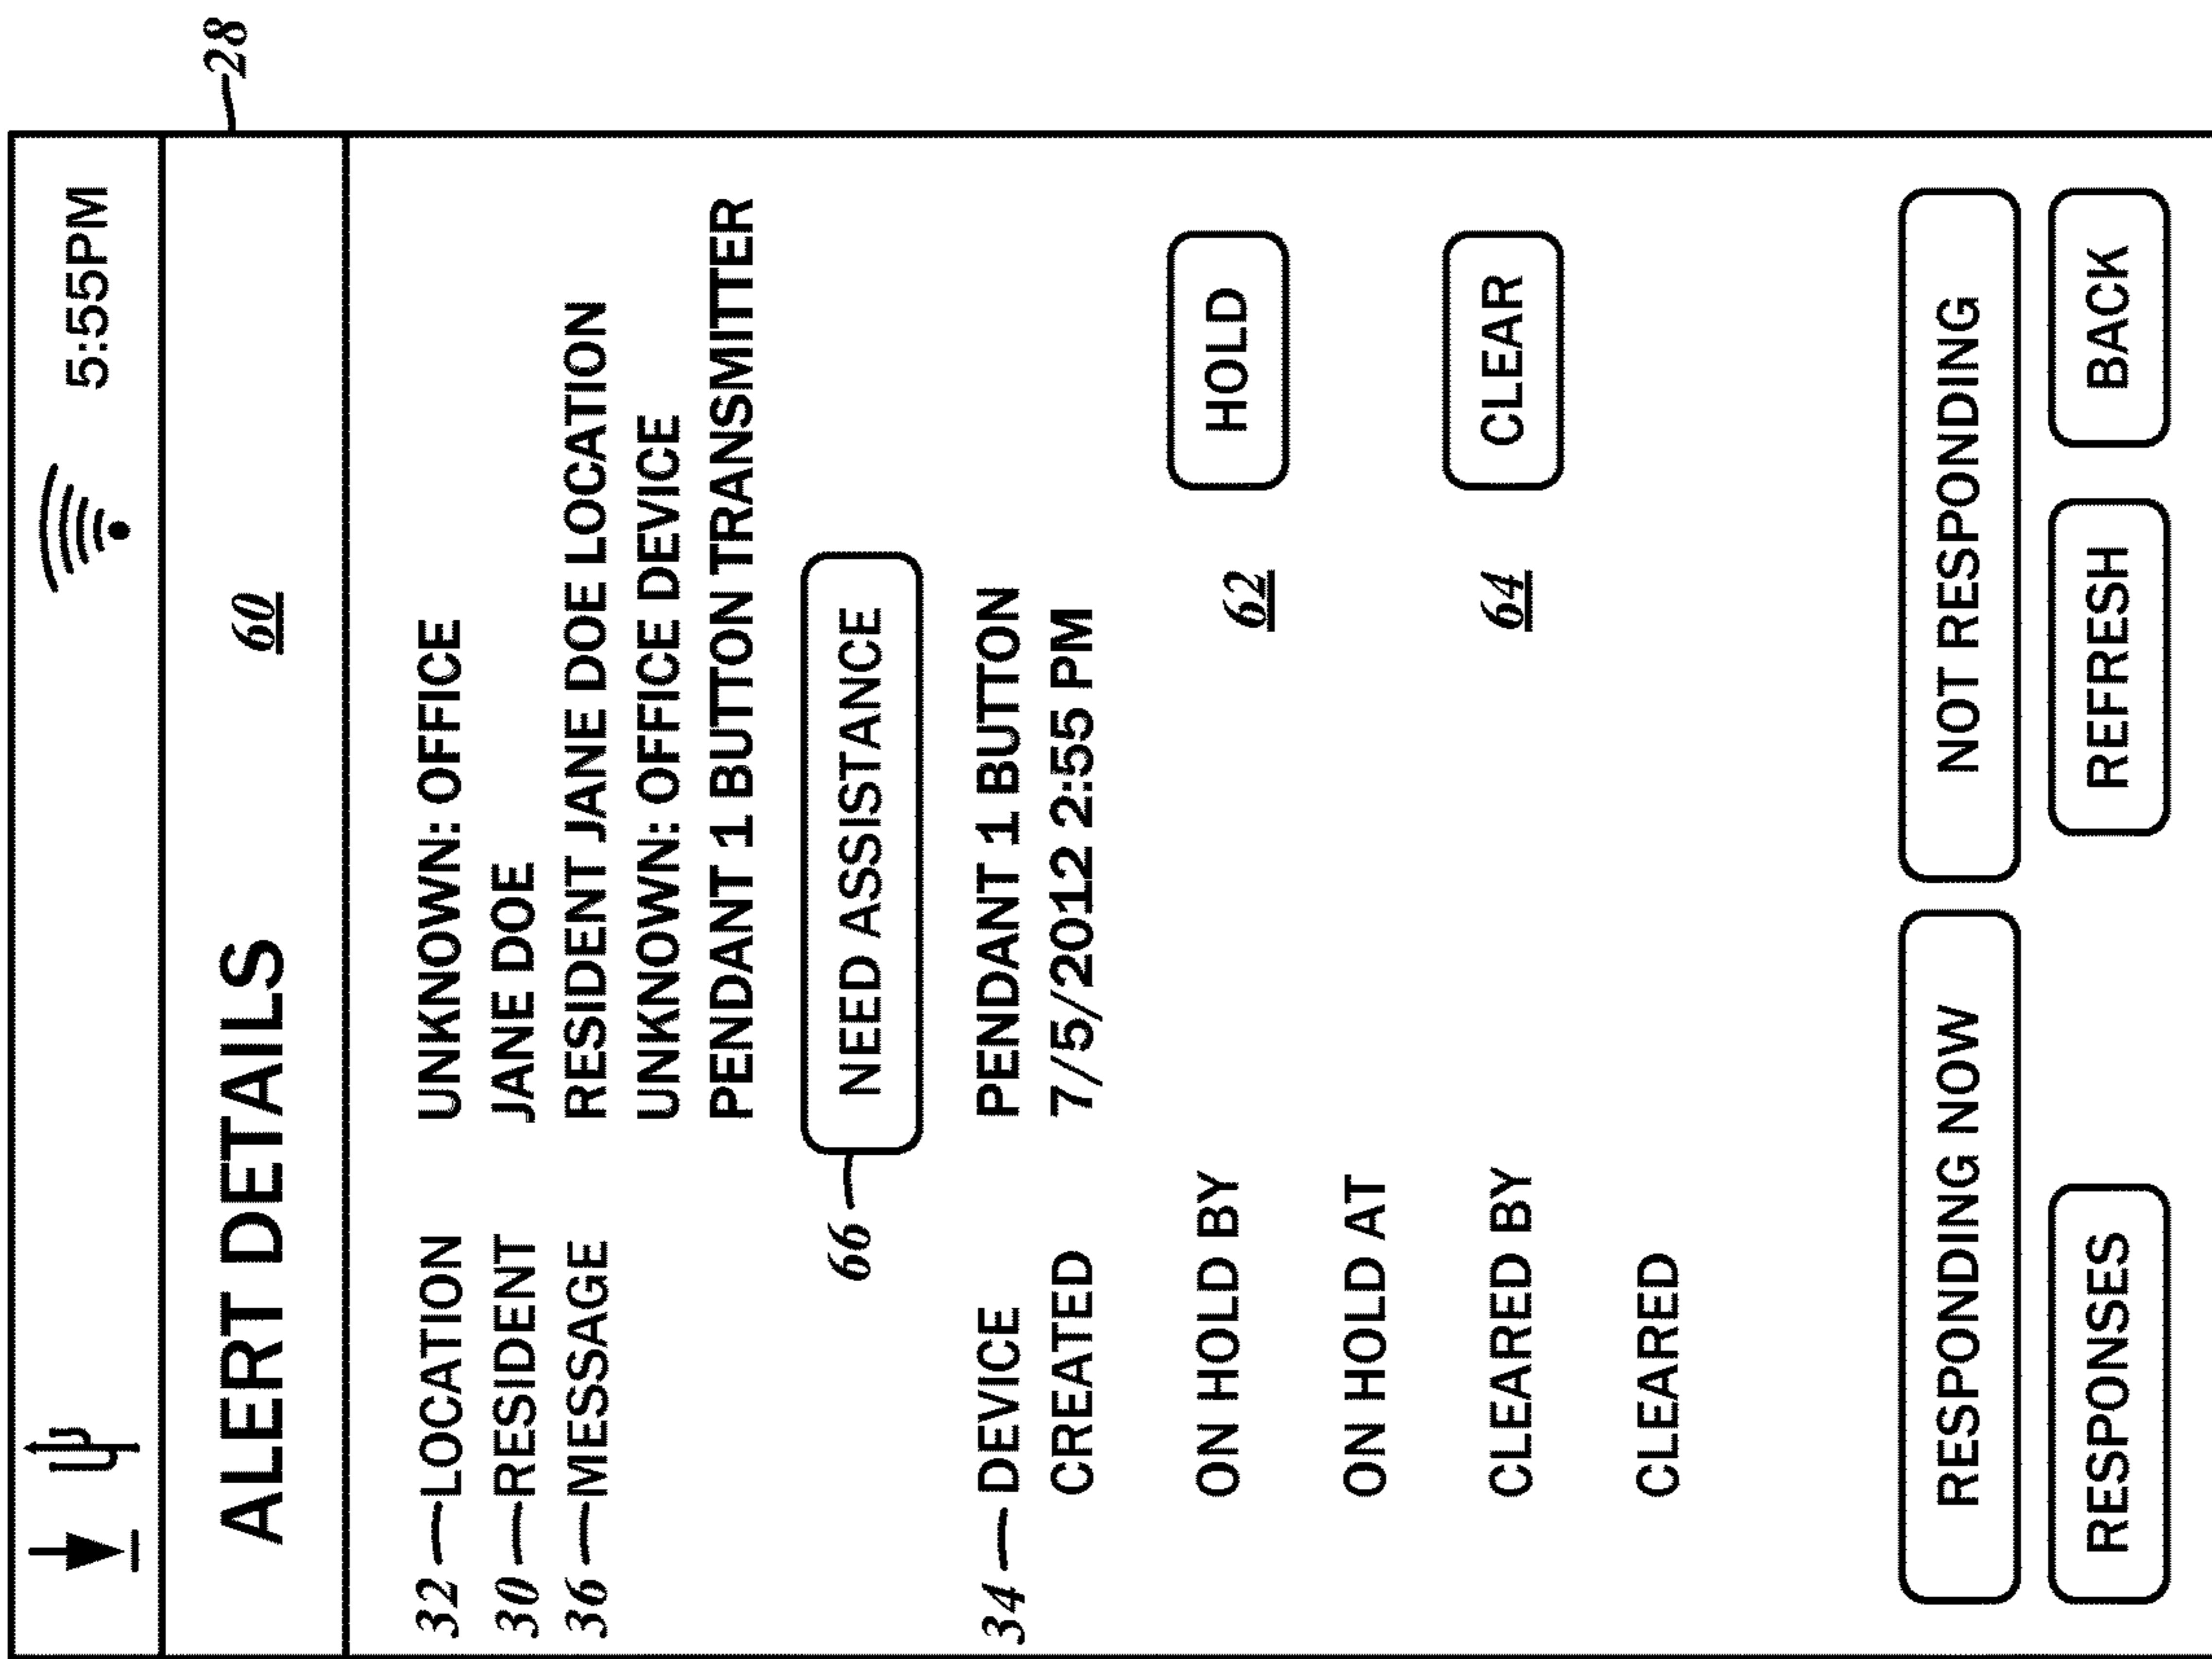 5:55PM
28
ALERT DETAILS 60
32 LOCATION UNKNOWN: OFFICE
30 RESIDENT JANE DOE
36 MESSAGE RESIDENT JANE DOE LOCATION
UNKNOWN: OFFICE DEVICE
PENDANT 1 BUTTON TRANSMITTER
66 NEED ASSISTANCE
34 DEVICE PENDANT 1 BUTTON
CREATED 7/5/2012 2:55 PM
ON HOLD BY 62 HOLD
ON HOLD AT
CLEARED BY 64 CLEAR
CLEARED
RESPONDING NOW NOT RESPONDING
RESPONSES REFRESH BACK